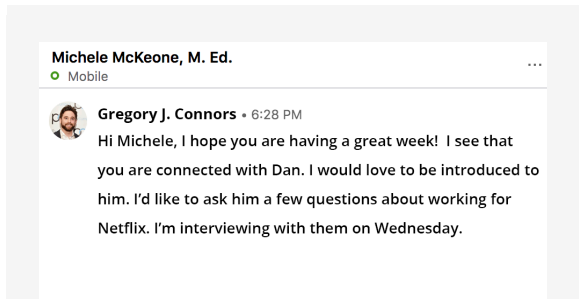 Michele McKeone, M. Ed.
Mobile
...
Gregory J. Connors • 6:28 PM
Hi Michele, I hope you are having a great week!  I see that
you are connected with Dan. I would love to be introduced to
him. I’d like to ask him a few questions about working for
Netflix. I’m interviewing with them on Wednesday.